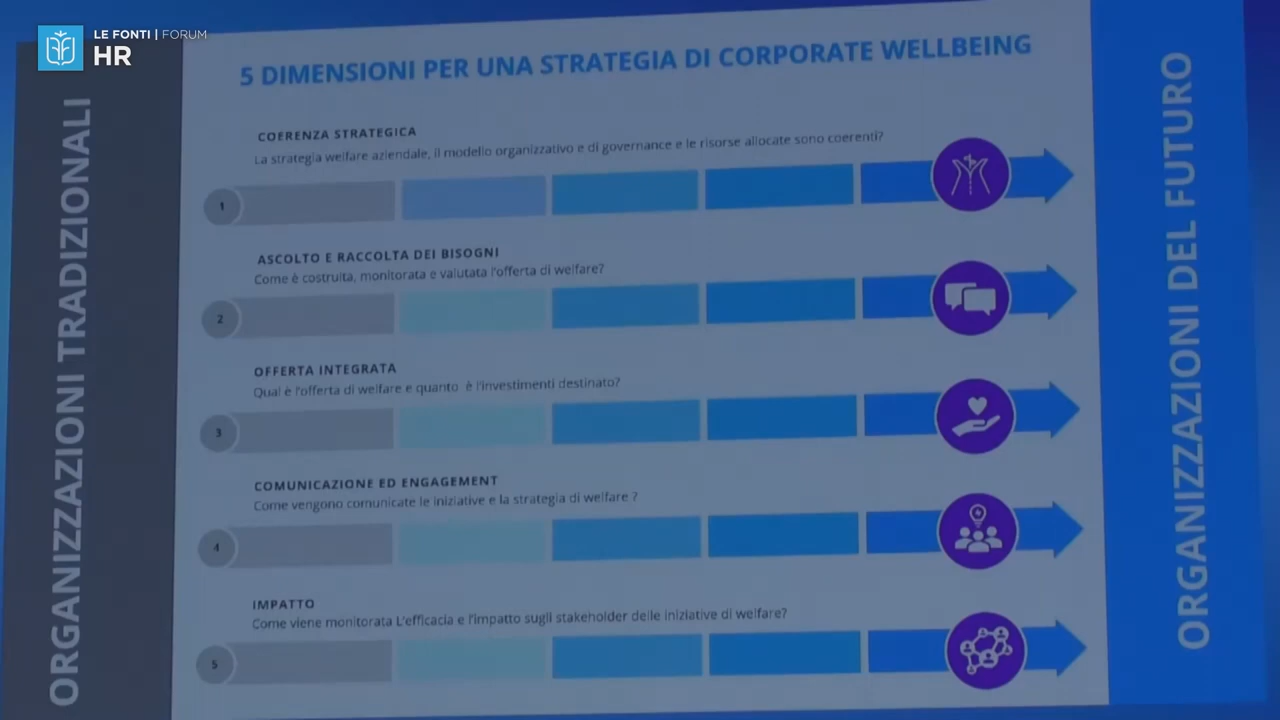 LE FONTI | FORUM
HR
5 DIMENSIONI PER UNA STRATEGIA DI CORPORATE WELLBEING
ORGANIZZAZIONI TRADIZIONALI
COERENZA STRATEGICA
La strategia welfare aziendale, il modello organizzativo e di governance e le risorse allocate sono coerenti?
1
ASCOLTO E RACCOLTA DEI BISOGNI
Come è costruita, monitorata e valutata l'offerta di welfare?
2
OFFERTA INTEGRATA
Qual è l'offerta di welfare e quanto è l'investimenti destinato?
3
COMUNICAZIONE ED ENGAGEMENT
Come vengono comunicate le iniziative e la strategia di welfare ?
4
IMPATTO
Come viene monitorata L'efficacia e l'impatto sugli stakeholder delle iniziative di welfare?
5
ORGANIZZAZIONI DEL FUTURO